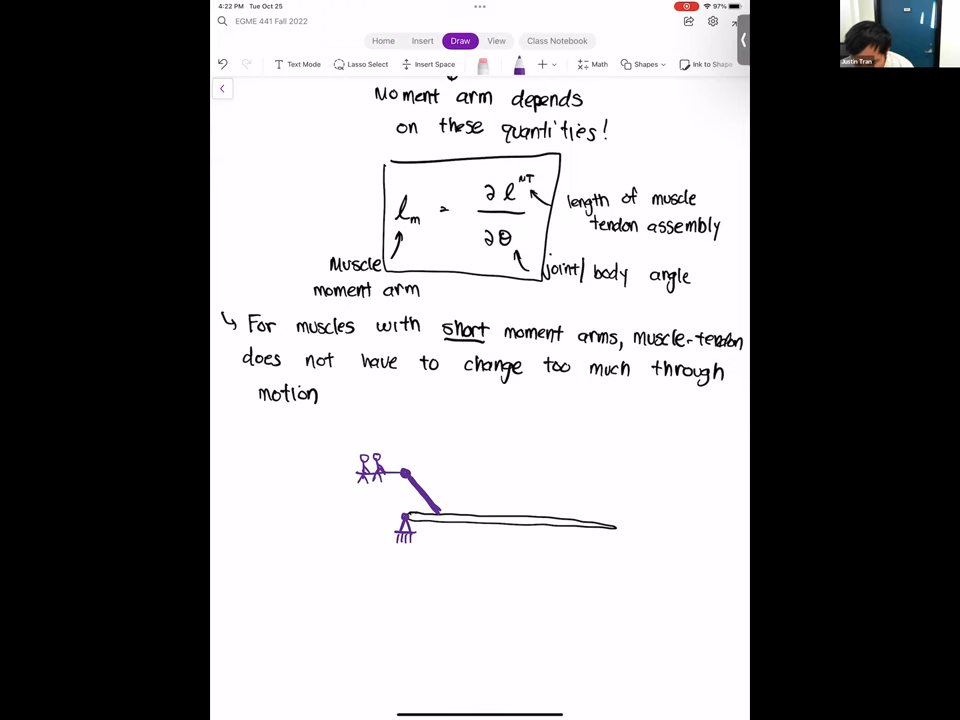 4:22 PM Tue Oct 25
97%
EGME 441 Fall 2022
Home Insert Draw View Class Notebook
Text Mode Lasso Select Insert Space Math Shapes Ink to Shape
Justin Tran
Moment arm depends
on these quantities!
lm = ∂l^MT / ∂θ
length of muscle
tendon assembly
Muscle
moment arm
joint/body angle
↳ For muscles with short moment arms, muscle-tendon
does not have to change too much through
motion